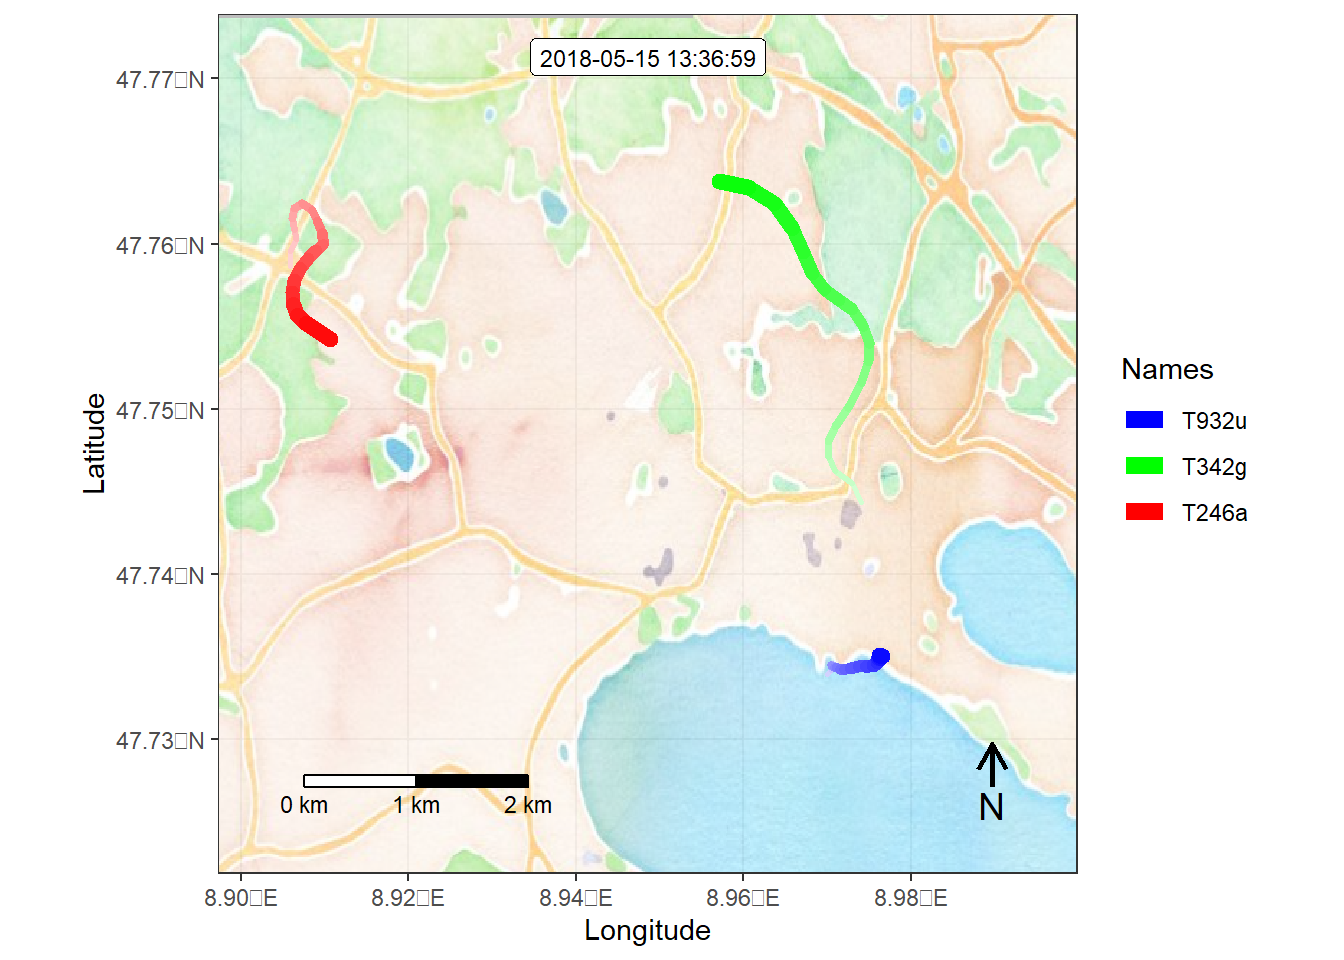 2018-05-15 13:36:59
47.77□N
47.76□N
47.75□N
47.74□N
47.73□N
Latitude
0 km 1 km 2 km
N
8.90□E 8.92□E 8.94□E 8.96□E 8.98□E
Longitude
Names
T932u
T342g
T246a